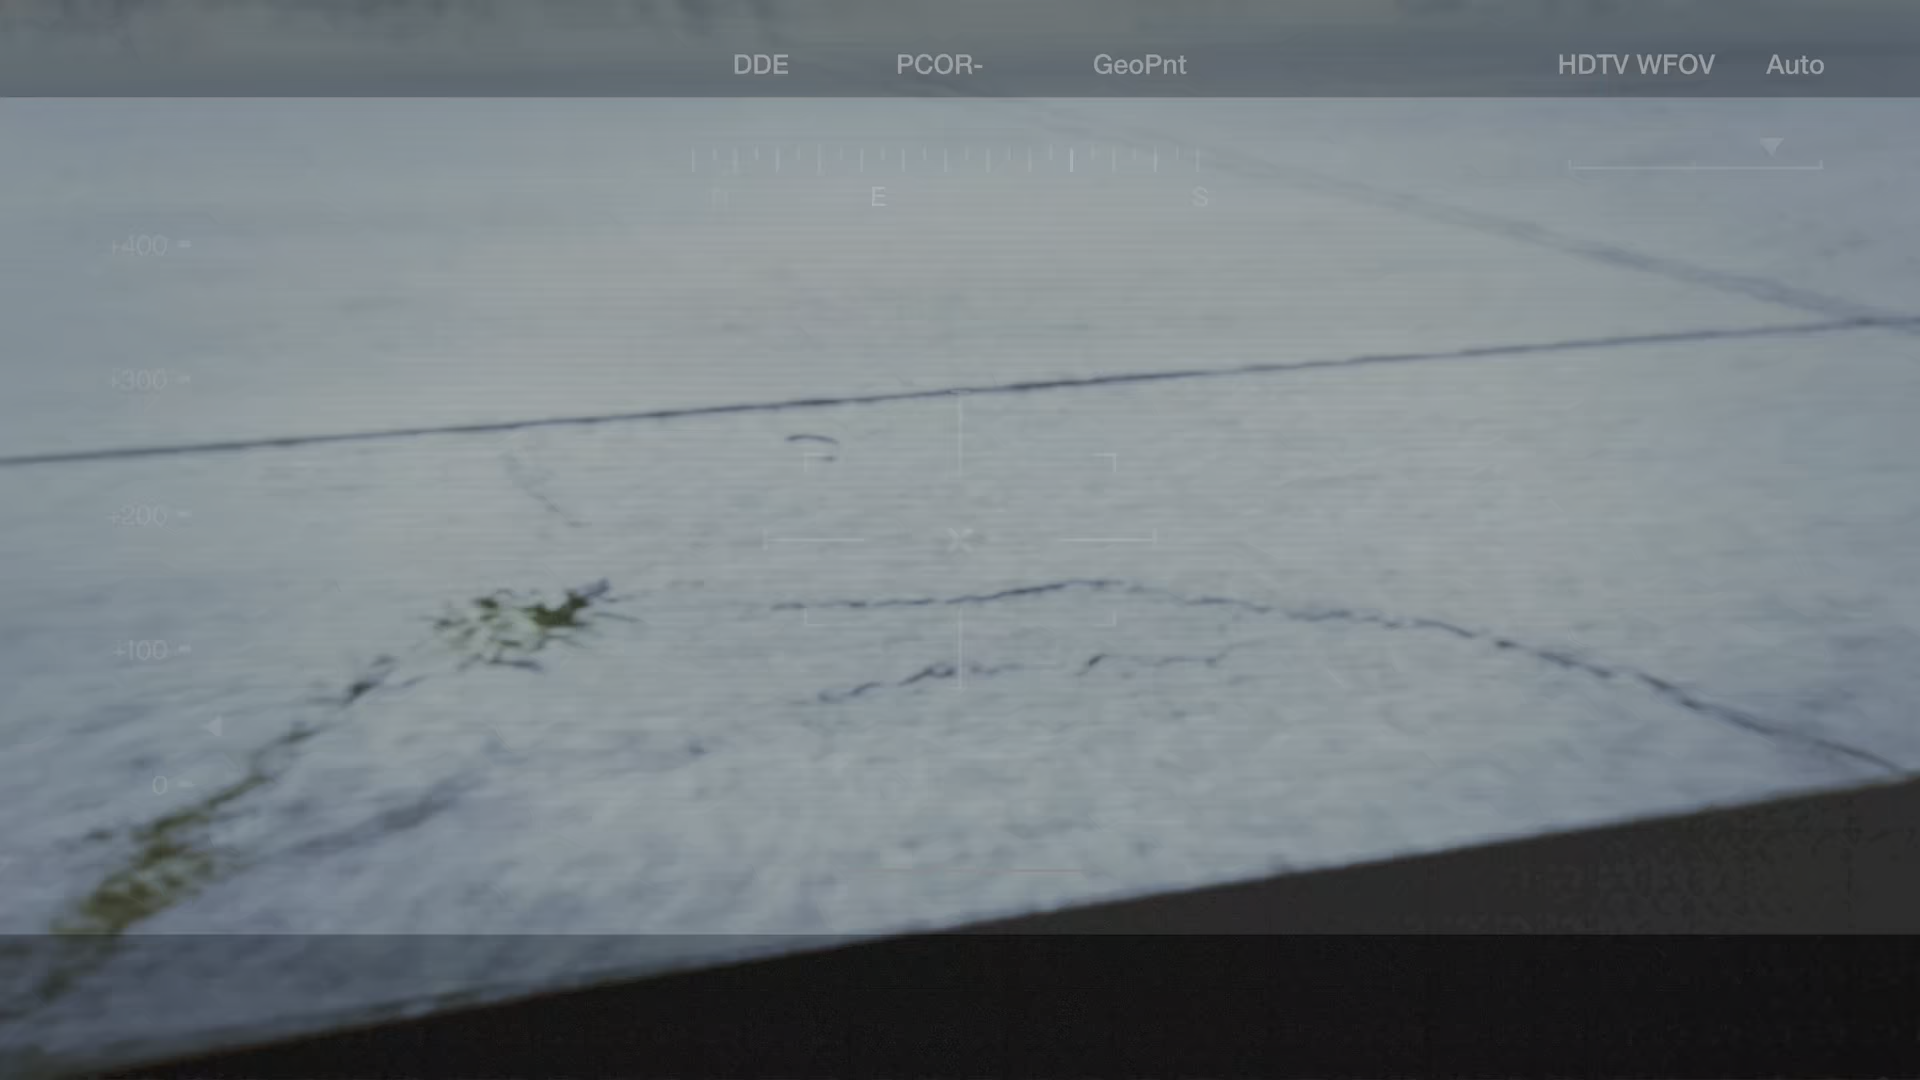 DDE PCOR- GeoPnt HDTV WFOV Auto
E S
+400
+300
+200
+100
0